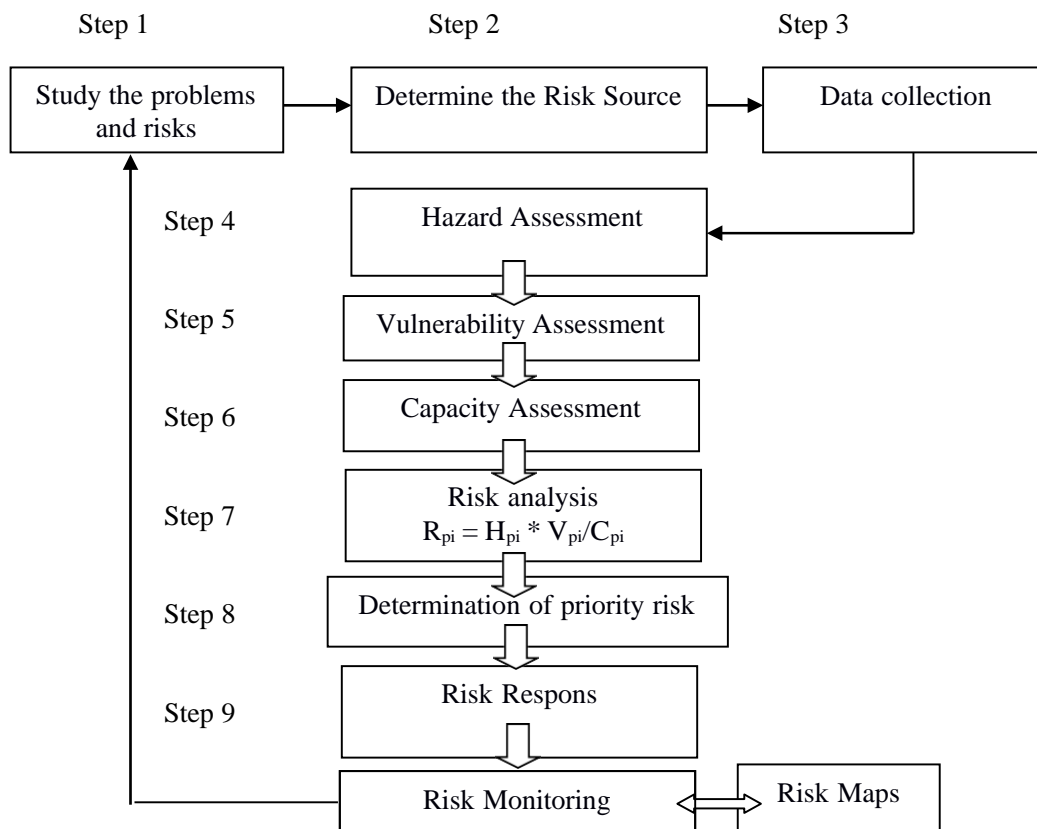 Step 1
Step 2
Step 3
Study the problems
and risks
Determine the Risk Source
Data collection
Step 4
Hazard Assessment
Step 5
Vulnerability Assessment
Step 6
Capacity Assessment
Step 7
Risk analysis
Rpi = Hpi * Vpi/Cpi
Step 8
Determination of priority risk
Step 9
Risk Respons
Risk Monitoring
Risk Maps